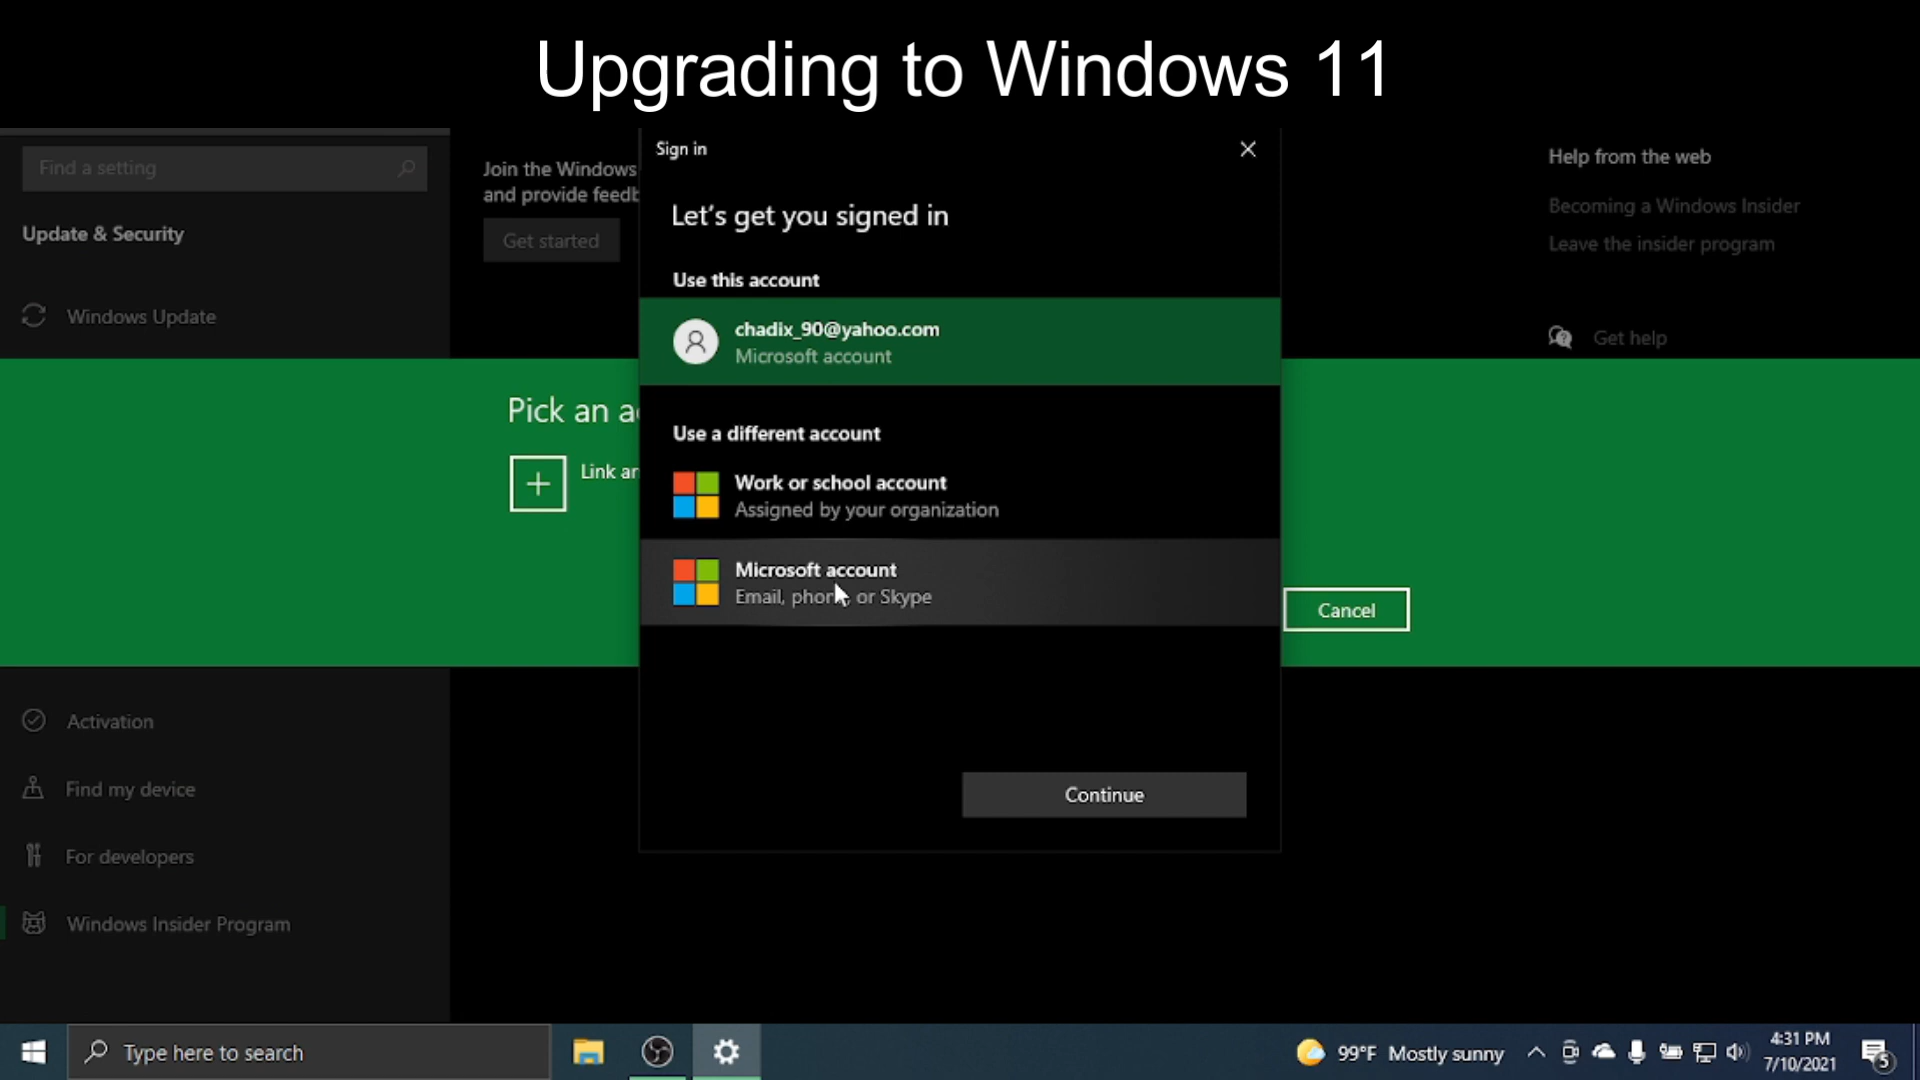 Upgrading to Windows 11
Find a setting
Update & Security
Windows Update
Activation
Find my device
For developers
Windows Insider Program
Join the Windows
and provide feedb
Get started
Pick an a
Link an
Sign in
Let's get you signed in
Use this account
chadix_90@yahoo.com
Microsoft account
Use a different account
Work or school account
Assigned by your organization
Microsoft account
Email, phone, or Skype
Continue
Cancel
Help from the web
Becoming a Windows Insider
Leave the insider program
Get help
Type here to search
99°F Mostly sunny
4:31 PM
7/10/2021
5